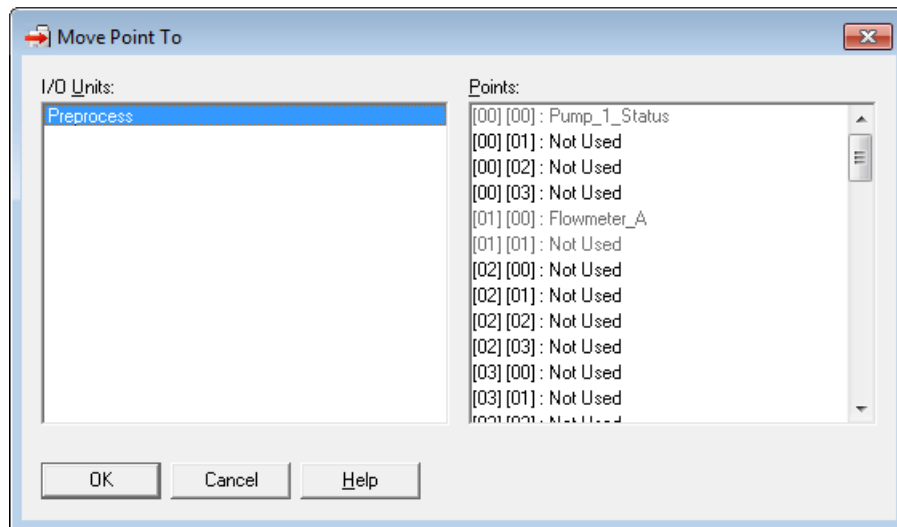 Move Point To
I/O Units:
Preprocess
Points:
[00] [00] : Pump_1_Status
[00] [01] : Not Used
[00] [02] : Not Used
[00] [03] : Not Used
[01] [00] : Flowmeter_A
[01] [01] : Not Used
[02] [00] : Not Used
[02] [01] : Not Used
[02] [02] : Not Used
[02] [03] : Not Used
[03] [00] : Not Used
[03] [01] : Not Used
OK
Cancel
Help